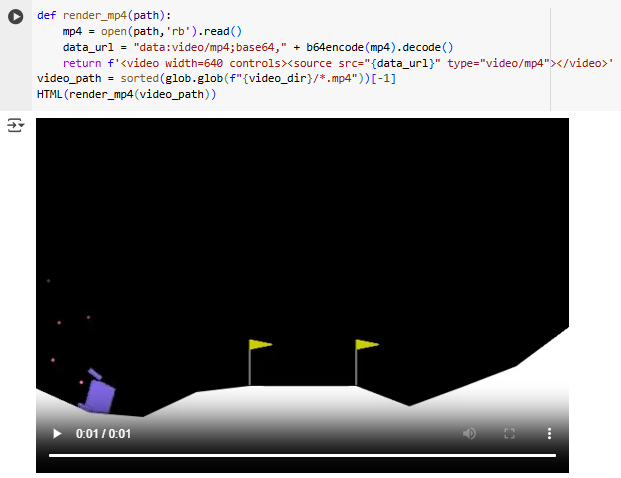 def render_mp4(path):
    mp4 = open(path,'rb').read()
    data_url = "data:video/mp4;base64," + b64encode(mp4).decode()
    return f'<video width=640 controls><source src="{data_url}" type="video/mp4"></video>'
video_path = sorted(glob.glob(f"{video_dir}/*.mp4"))[-1]
HTML(render_mp4(video_path))
0:01 / 0:01